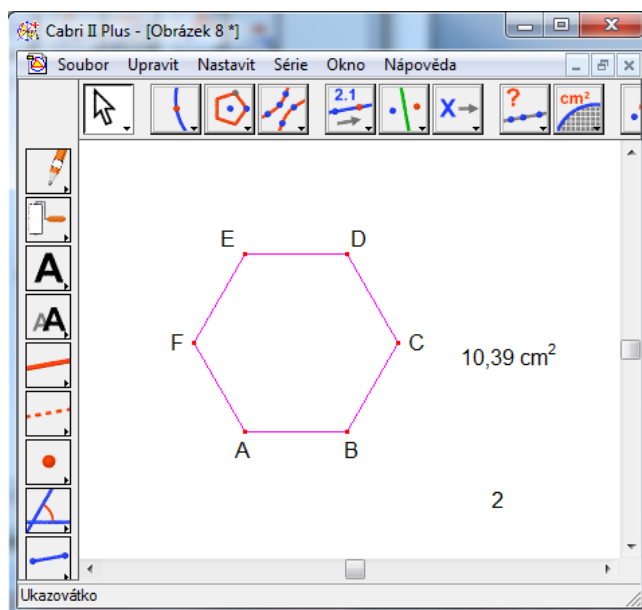 Cabri II Plus - [Obrázek 8 *]
Soubor Upravit Nastavit Série Okno Nápověda
2.1
X
?
cm²
A
AA
E D
F C
10,39 cm²
A B
2
Ukazovátko